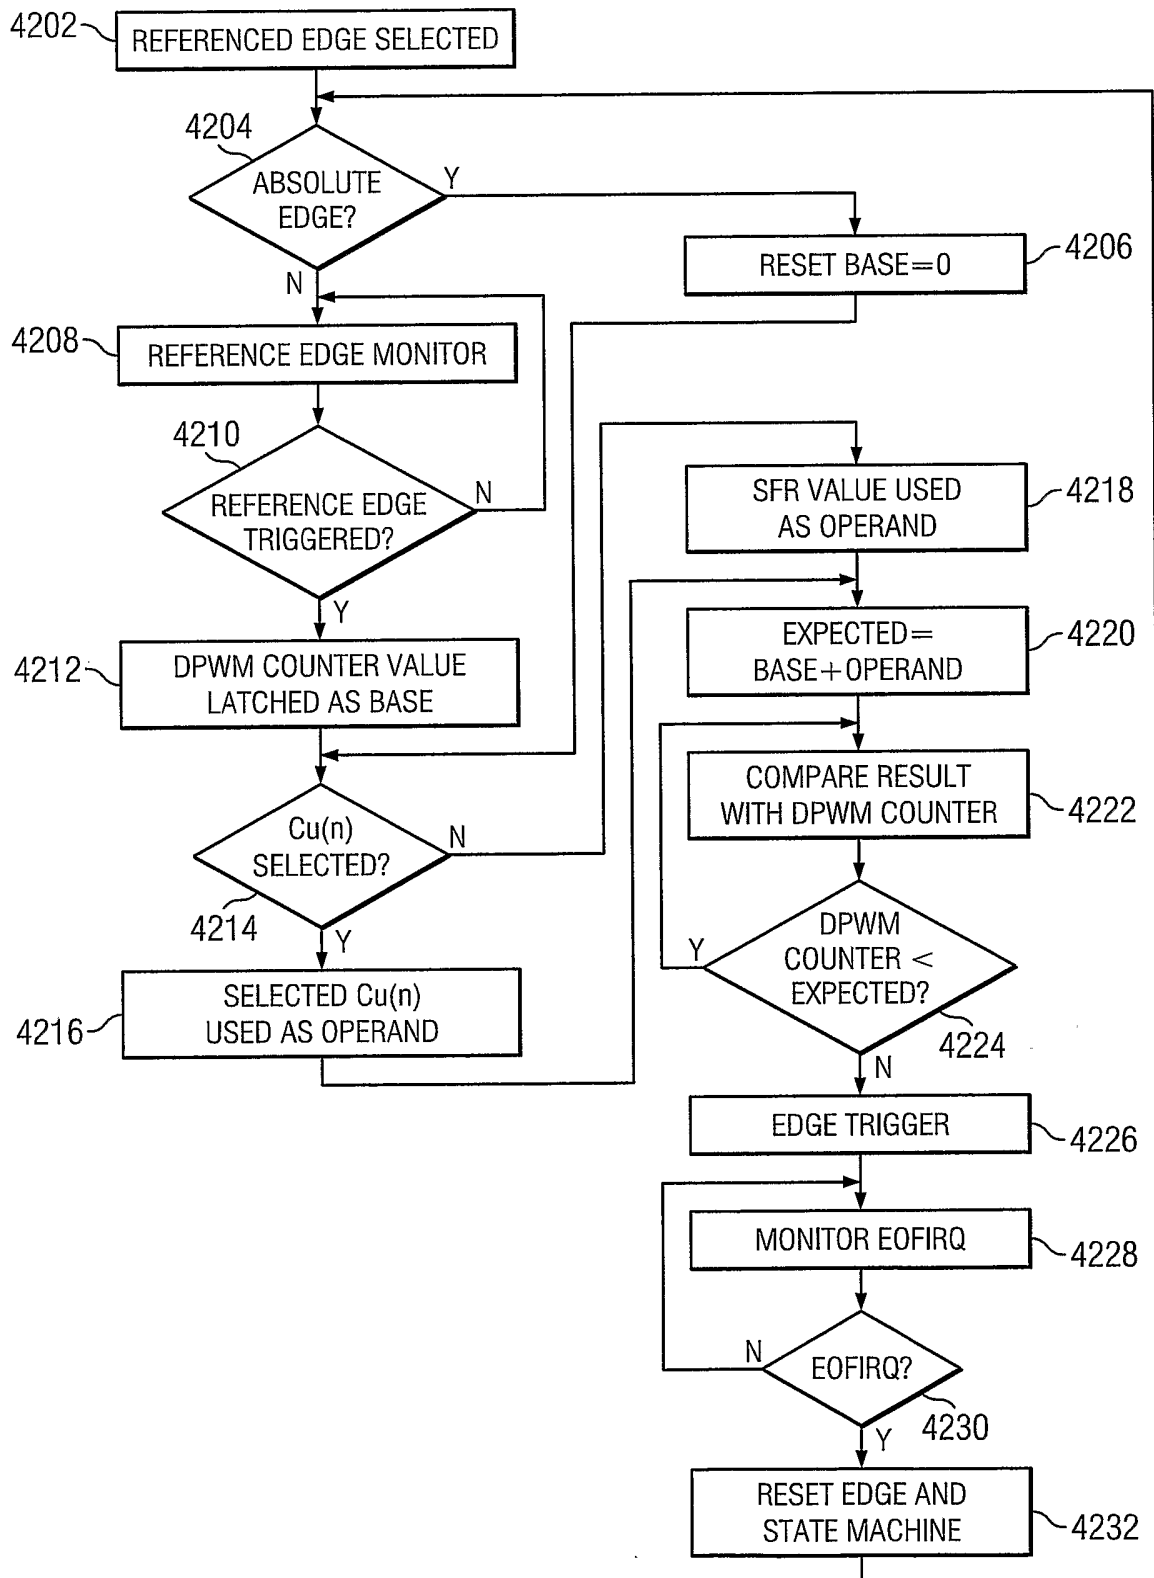 4202
REFERENCED EDGE SELECTED
4204
ABSOLUTE
EDGE?
Y
N
RESET BASE=0
4206
4208
REFERENCE EDGE MONITOR
4210
REFERENCE EDGE
TRIGGERED?
N
Y
4212
DPWM COUNTER VALUE
LATCHED AS BASE
Cu(n)
SELECTED?
N
4214
Y
4216
SELECTED Cu(n)
USED AS OPERAND
SFR VALUE USED
AS OPERAND
4218
EXPECTED=
BASE+OPERAND
4220
COMPARE RESULT
WITH DPWM COUNTER
4222
DPWM
COUNTER <
EXPECTED?
Y
4224
N
EDGE TRIGGER
4226
MONITOR EOFIRQ
4228
EOFIRQ?
N
4230
Y
RESET EDGE AND
STATE MACHINE
4232